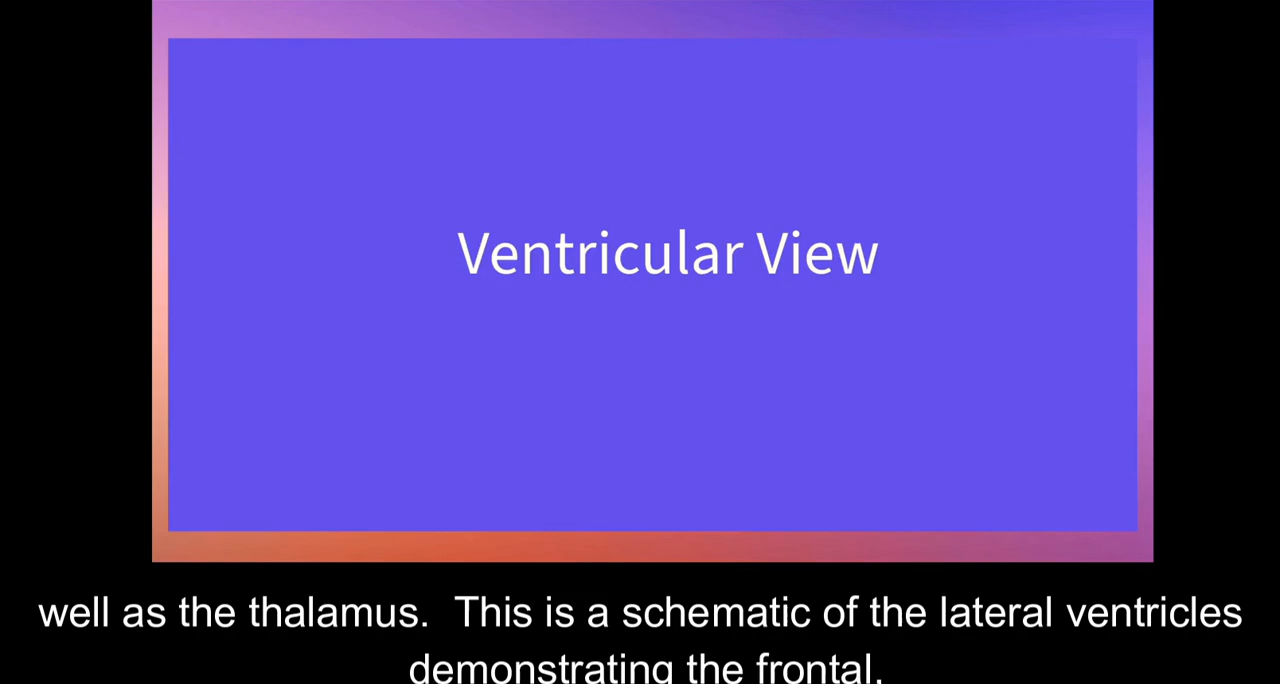 Ventricular View
well as the thalamus.  This is a schematic of the lateral ventricles
demonstrating the frontal,